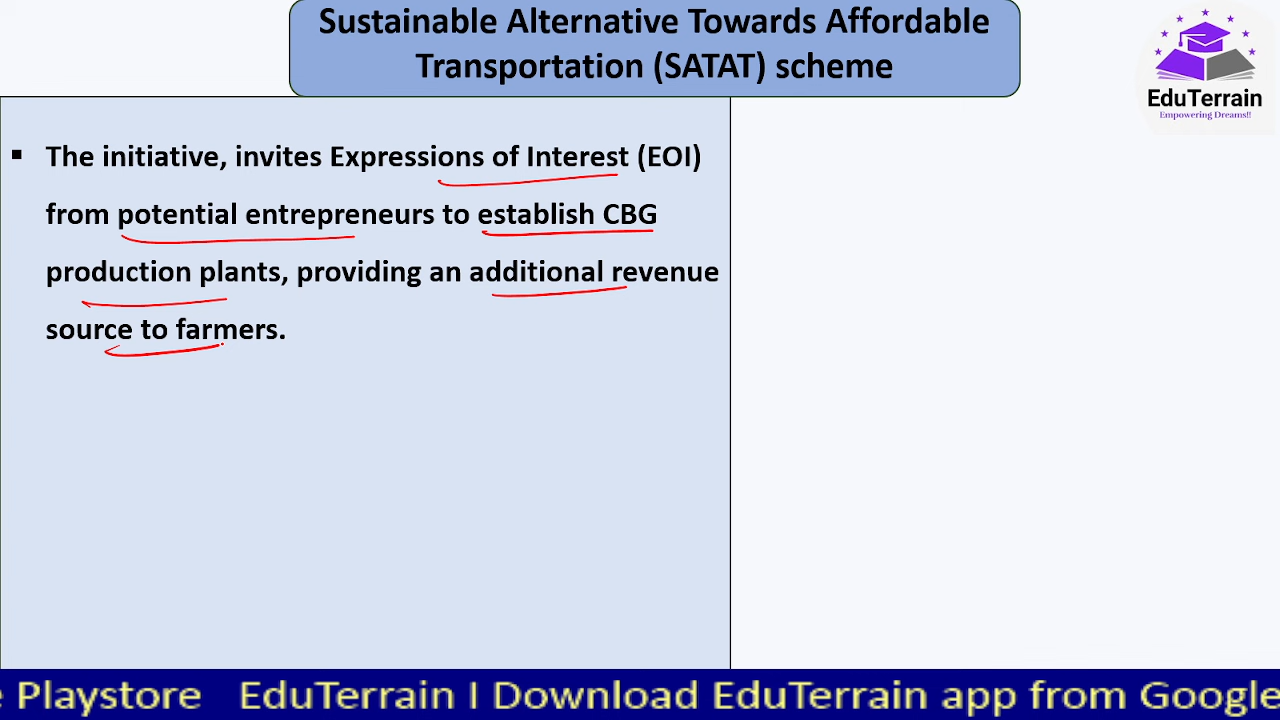 Sustainable Alternative Towards Affordable
Transportation (SATAT) scheme
EduTerrain
Empowering Dreams!!
▪ The initiative, invites Expressions of Interest (EOI)
from potential entrepreneurs to establish CBG
production plants, providing an additional revenue
source to farmers.
e Playstore EduTerrain I Download EduTerrain app from Google